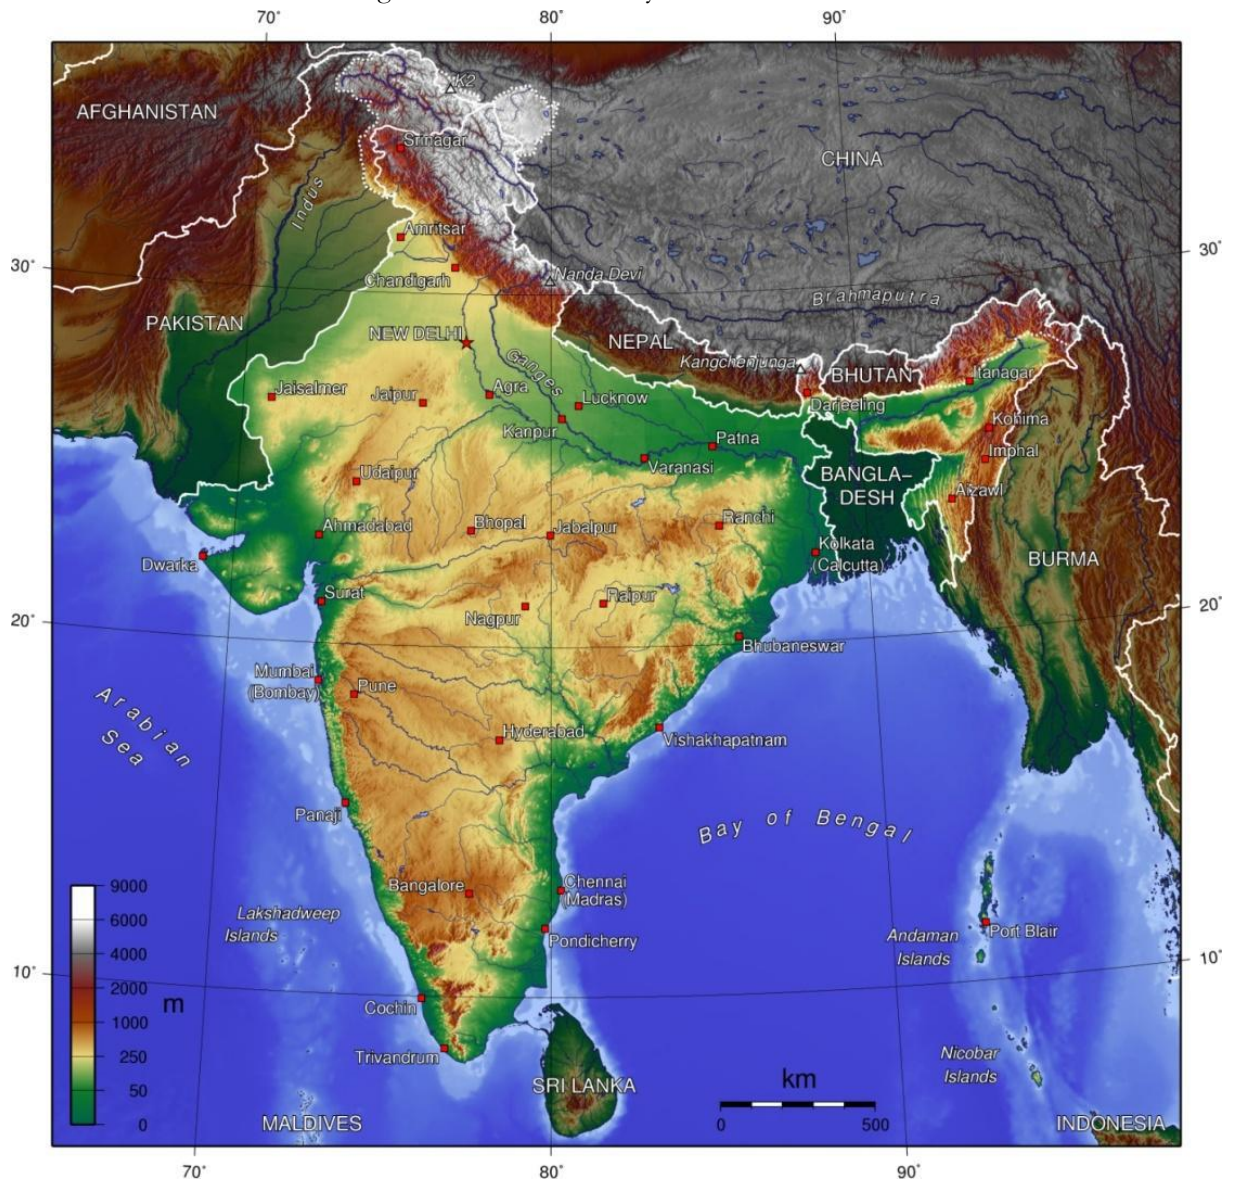 70°
80°
90°
K2
AFGHANISTAN
CHINA
Srinagar
Indus
Amritsar
30°
30°
Chandigarh
Nanda Devi
Brahmaputra
PAKISTAN
NEW DELHI
NEPAL
Ganges
Kangchenjunga
BHUTAN
Itanagar
Jaisalmer
Jaipur
Agra
Lucknow
Darjeeling
Kohima
Kanpur
Patna
Imphal
Varanasi
Udaipur
BANGLA–
DESH
Aizawl
Ahmadabad
Bhopal
Jabalpur
Ranchi
Kolkata
(Calcutta)
Dwarka
BURMA
Surat
Nagpur
Raipur
20°
20°
Bhubaneswar
Mumbai
(Bombay)
Pune
Arabian
Sea
Hyderabad
Vishakhapatnam
Panaji
Bay of Bengal
Bangalore
Chennai
(Madras)
Lakshadweep
Islands
Pondicherry
Andaman
Islands
Port Blair
10°
10°
Cochin
Trivandrum
Nicobar
Islands
SRI LANKA
MALDIVES
INDONESIA
9000
6000
4000
2000
1000
250
50
0
m
km
0
500
70°
80°
90°